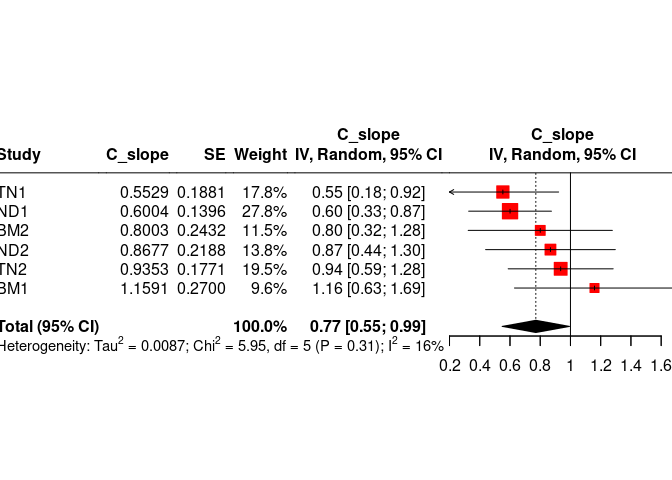 C_slope C_slope
Study C_slope SE Weight IV, Random, 95% CI IV, Random, 95% CI
TN1 0.5529 0.1881 17.8% 0.55 [0.18; 0.92]
ND1 0.6004 0.1396 27.8% 0.60 [0.33; 0.87]
BM2 0.8003 0.2432 11.5% 0.80 [0.32; 1.28]
ND2 0.8677 0.2188 13.8% 0.87 [0.44; 1.30]
TN2 0.9353 0.1771 19.5% 0.94 [0.59; 1.28]
BM1 1.1591 0.2700 9.6% 1.16 [0.63; 1.69]
Total (95% CI) 100.0% 0.77 [0.55; 0.99]
Heterogeneity: Tau² = 0.0087; Chi² = 5.95, df = 5 (P = 0.31); I² = 16%
0.2 0.4 0.6 0.8 1 1.2 1.4 1.6